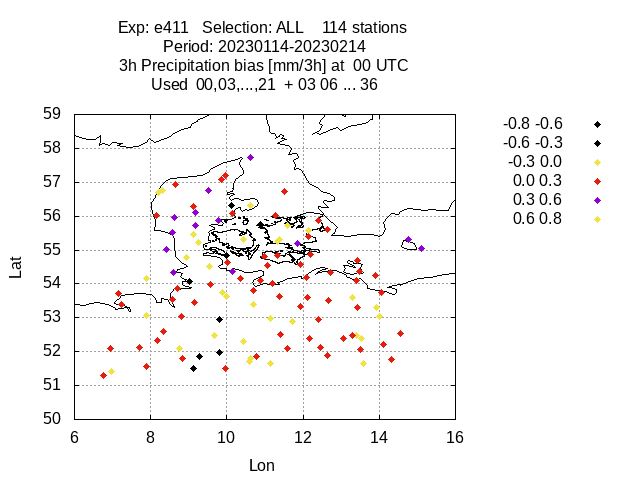 Exp: e411 Selection: ALL 114 stations
Period: 20230114-20230214
3h Precipitation bias [mm/3h] at 00 UTC
Used 00,03,...,21 + 03 06 ... 36
59
58
57
56
55
54
53
52
51
50
6 8 10 12 14 16
Lat
Lon
-0.8 -0.6
-0.6 -0.3
-0.3 0.0
0.0 0.3
0.3 0.6
0.6 0.8